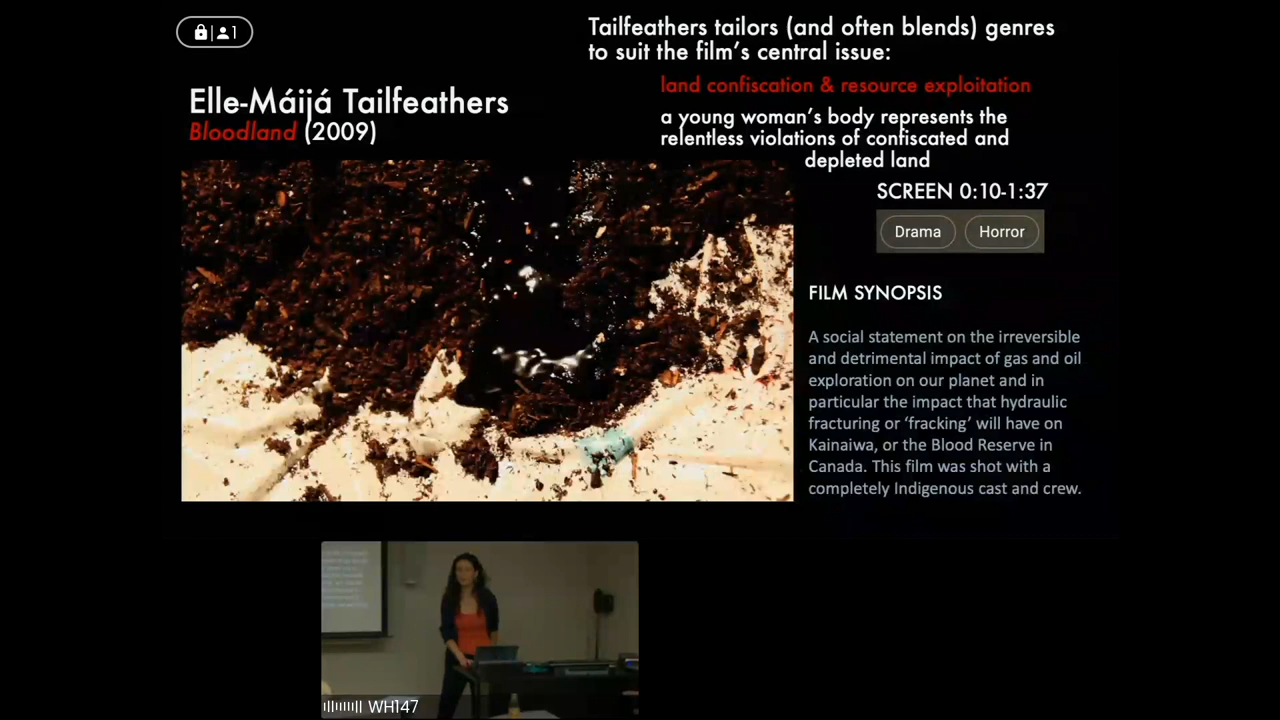 1
Tailfeathers tailors (and often blends) genres
to suit the film's central issue:
Elle-Máijá Tailfeathers
Bloodland (2009)
land confiscation & resource exploitation
a young woman's body represents the
relentless violations of confiscated and
depleted land
SCREEN 0:10-1:37
Drama
Horror
FILM SYNOPSIS
A social statement on the irreversible
and detrimental impact of gas and oil
exploration on our planet and in
particular the impact that hydraulic
fracturing or 'fracking' will have on
Kainaiwa, or the Blood Reserve in
Canada. This film was shot with a
completely Indigenous cast and crew.
WH147